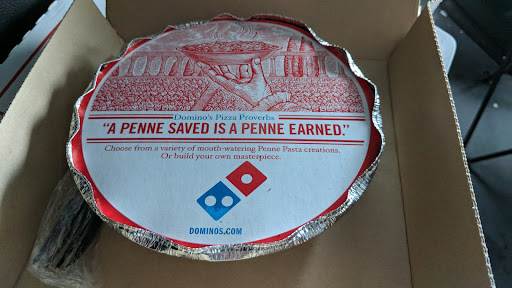 Domino's Pizza Proverbs
"A PENNE SAVED IS A PENNE EARNED."
Choose from a variety of mouth-watering Penne Pasta creations.
Or build your own masterpiece.
DOMINOS.COM